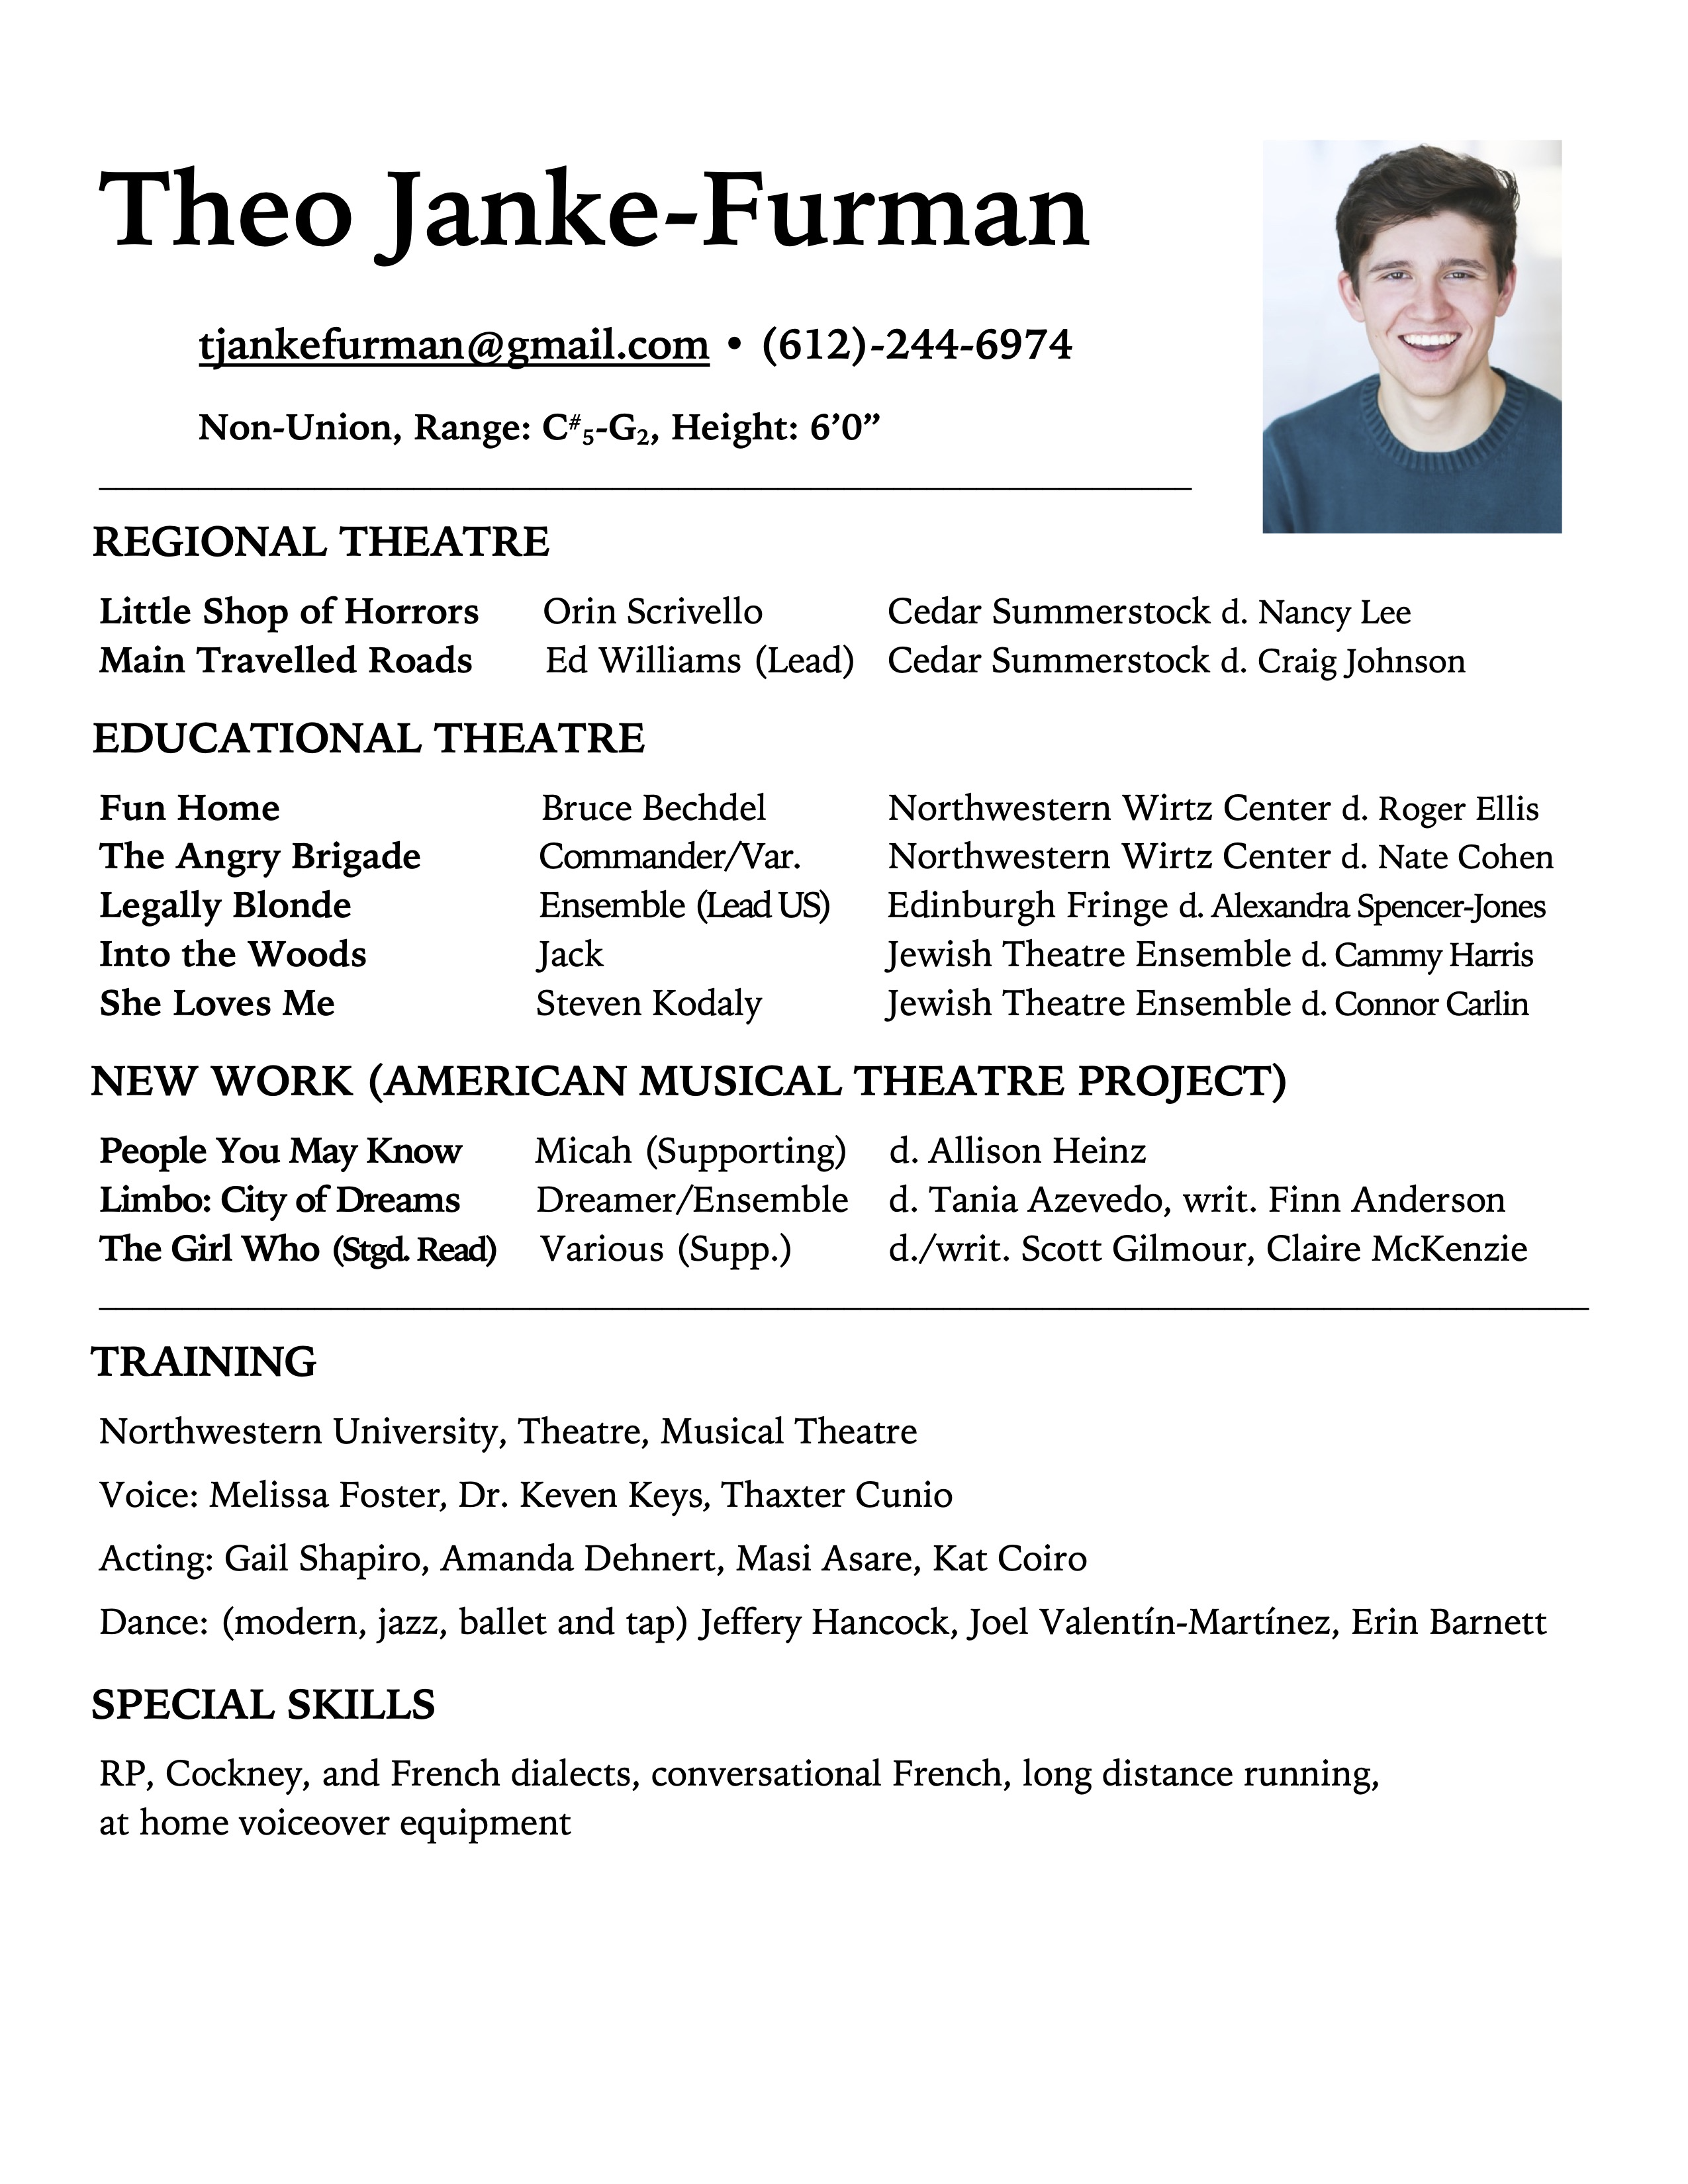 Theo Janke-Furman
tjankefurman@gmail.com • (612)-244-6974
Non-Union, Range: C#5-G2, Height: 6’0”
REGIONAL THEATRE
Little Shop of Horrors Orin Scrivello Cedar Summerstock d. Nancy Lee
Main Travelled Roads Ed Williams (Lead) Cedar Summerstock d. Craig Johnson
EDUCATIONAL THEATRE
Fun Home Bruce Bechdel Northwestern Wirtz Center d. Roger Ellis
The Angry Brigade Commander/Var. Northwestern Wirtz Center d. Nate Cohen
Legally Blonde Ensemble (Lead US) Edinburgh Fringe d. Alexandra Spencer-Jones
Into the Woods Jack Jewish Theatre Ensemble d. Cammy Harris
She Loves Me Steven Kodaly Jewish Theatre Ensemble d. Connor Carlin
NEW WORK (AMERICAN MUSICAL THEATRE PROJECT)
People You May Know Micah (Supporting) d. Allison Heinz
Limbo: City of Dreams Dreamer/Ensemble d. Tania Azevedo, writ. Finn Anderson
The Girl Who (Stgd. Read) Various (Supp.) d./writ. Scott Gilmour, Claire McKenzie
TRAINING
Northwestern University, Theatre, Musical Theatre
Voice: Melissa Foster, Dr. Keven Keys, Thaxter Cunio
Acting: Gail Shapiro, Amanda Dehnert, Masi Asare, Kat Coiro
Dance: (modern, jazz, ballet and tap) Jeffery Hancock, Joel Valentín-Martínez, Erin Barnett
SPECIAL SKILLS
RP, Cockney, and French dialects, conversational French, long distance running,
at home voiceover equipment